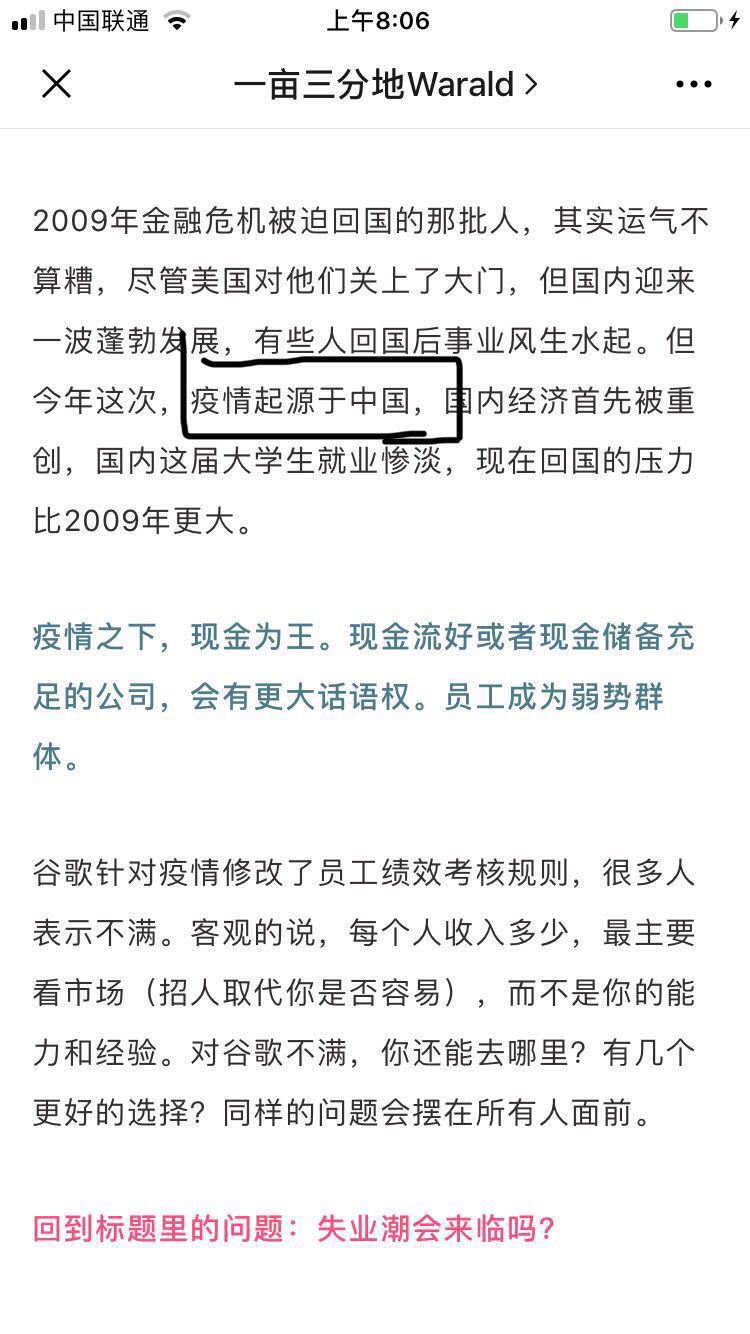 中国联通
上午8:06
一亩三分地Warald
2009年金融危机被迫回国的那批人，其实运气不
算糟，尽管美国对他们关上了大门，但国内迎来
一波蓬勃发展，有些人回国后事业风生水起。但
今年这次，疫情起源于中国，国内经济首先被重
创，国内这届大学生就业惨淡，现在回国的压力
比2009年更大。
疫情之下，现金为王。现金流好或者现金储备充
足的公司，会有更大话语权。员工成为弱势群
体。
谷歌针对疫情修改了员工绩效考核规则，很多人
表示不满。客观的说，每个人收入多少，最主要
看市场（招人取代你是否容易），而不是你的能
力和经验。对谷歌不满，你还能去哪里？有几个
更好的选择？同样的问题会摆在所有人面前。
回到标题里的问题：失业潮会来临吗？